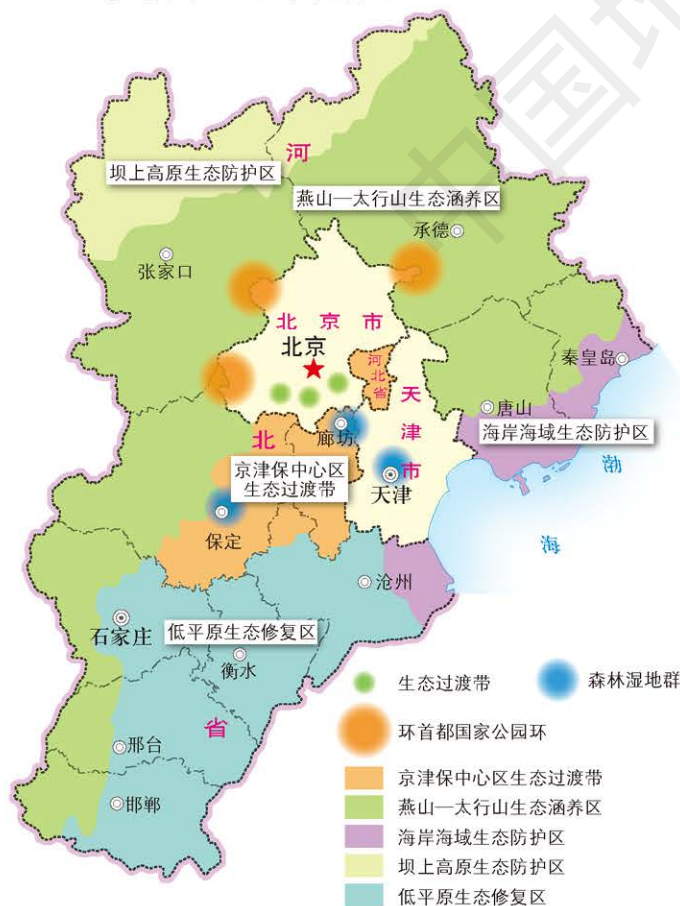 河
坝上高原生态防护区
燕山—太行山生态涵养区
承德
张家口
北京市
北京
河北省
天津市
秦皇岛
唐山
海岸海域生态防护区
北
廊坊
京津保中心区
生态过渡带
天津
渤
海
保定
沧州
石家庄
低平原生态修复区
衡水
省
邢台
邯郸
生态过渡带
森林湿地群
环首都国家公园环
京津保中心区生态过渡带
燕山—太行山生态涵养区
海岸海域生态防护区
坝上高原生态防护区
低平原生态修复区
中国地